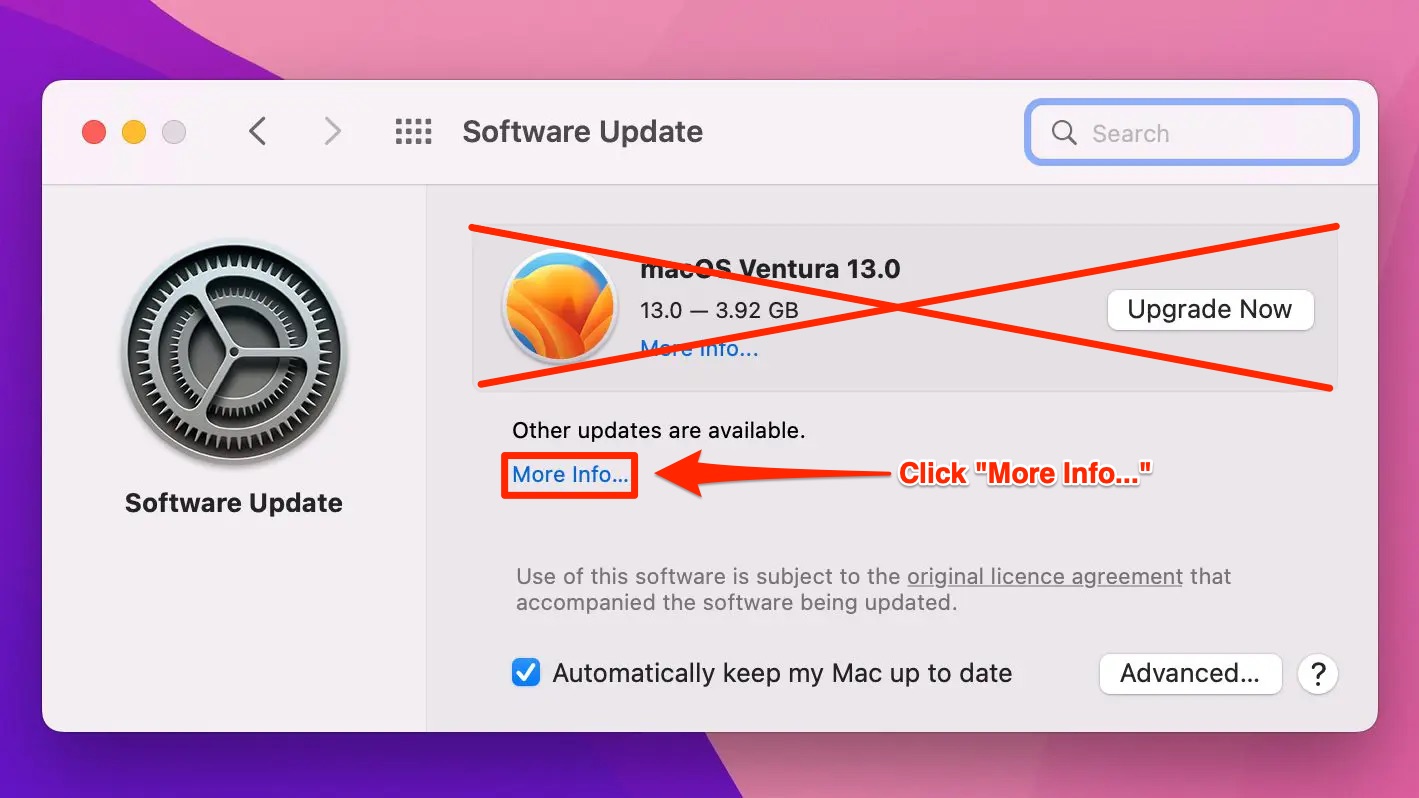 Software Update
Search
macOS Ventura 13.0
13.0 — 3.92 GB
More Info...
Upgrade Now
Software Update
Other updates are available.
More Info...
Click "More Info..."
Use of this software is subject to the original licence agreement that
accompanied the software being updated.
Automatically keep my Mac up to date
Advanced...
?